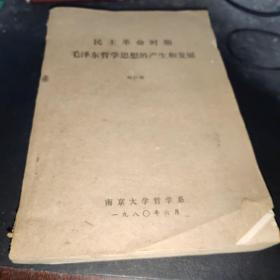 民主革命时期
毛泽东哲学思想的产生和发展
南京大学哲学系
一九八〇年六月